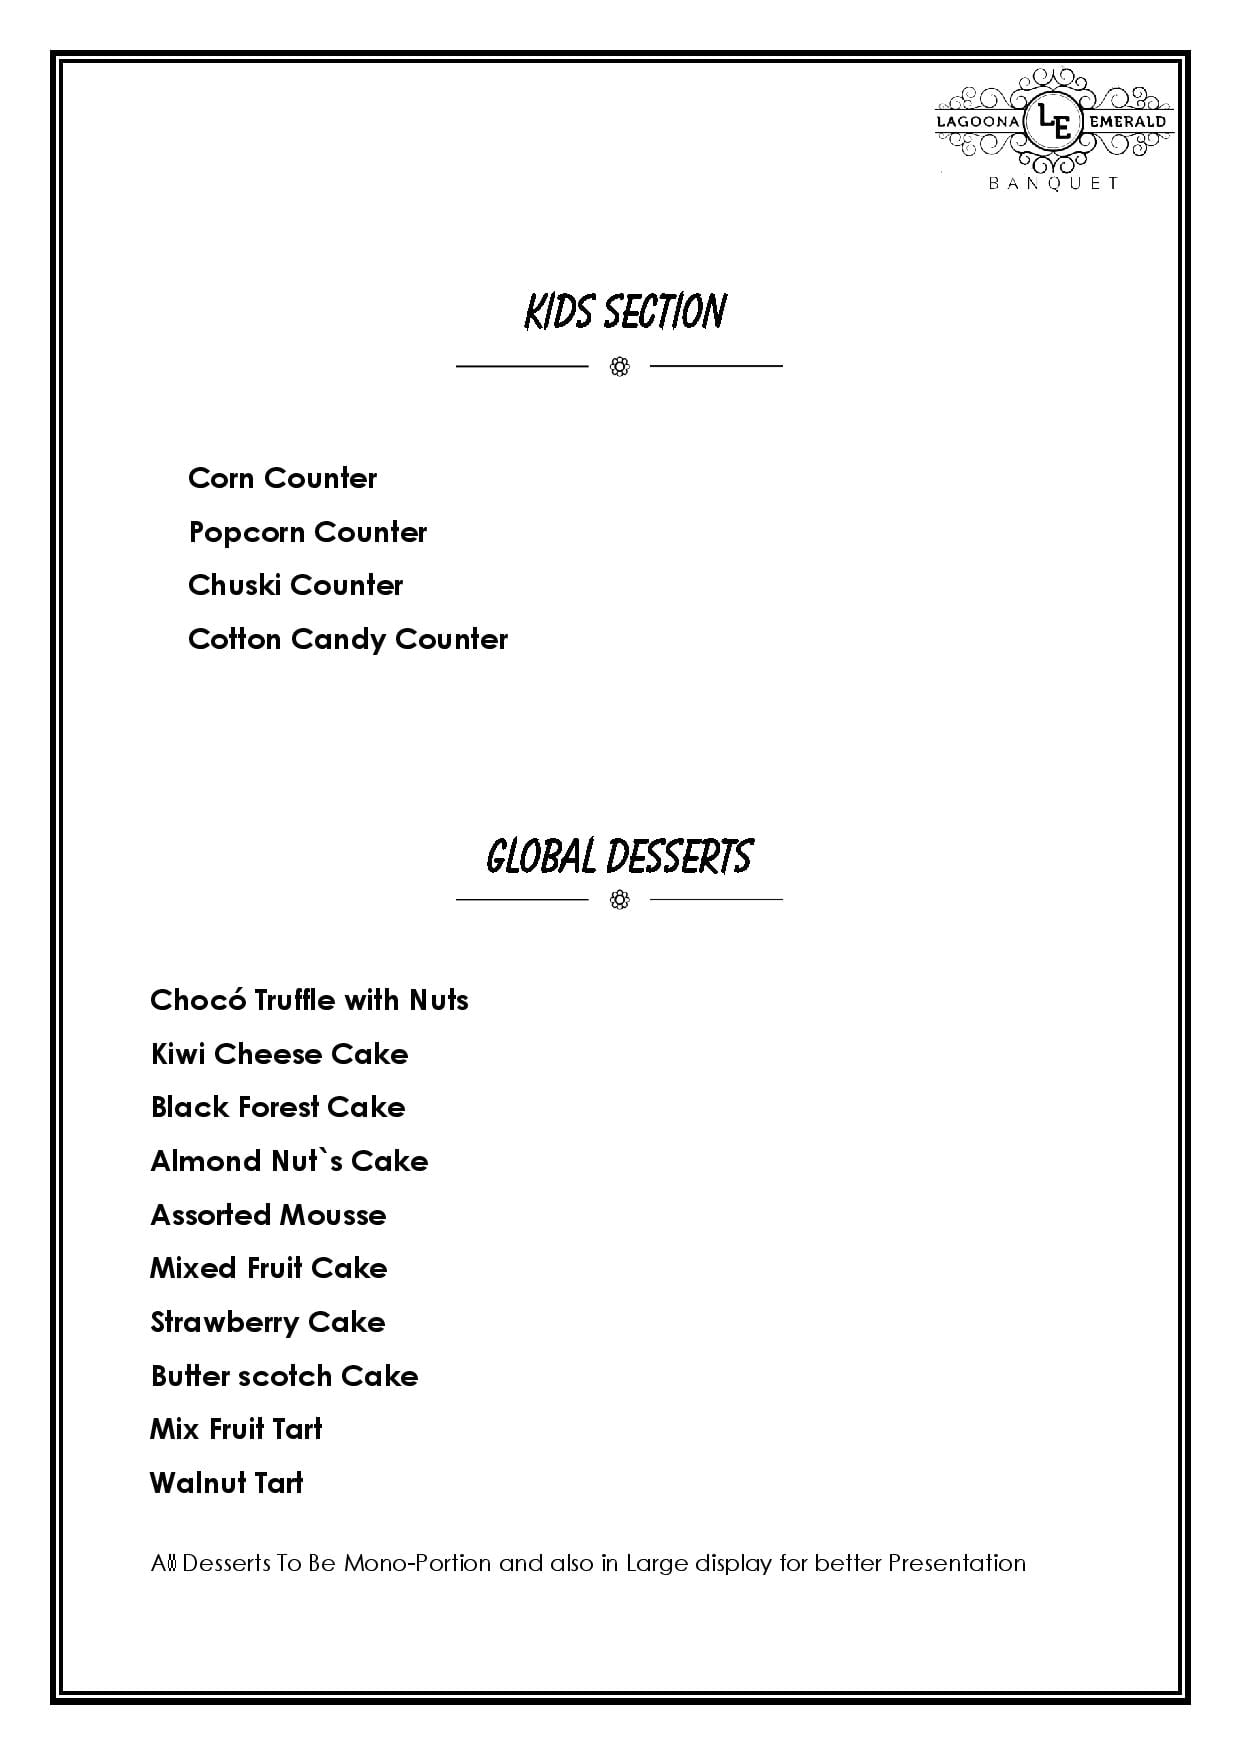 LAGOONA LE EMERALD
BANQUET
KIDS SECTION
Corn Counter
Popcorn Counter
Chuski Counter
Cotton Candy Counter
GLOBAL DESSERTS
Chocó Truffle with Nuts
Kiwi Cheese Cake
Black Forest Cake
Almond Nut`s Cake
Assorted Mousse
Mixed Fruit Cake
Strawberry Cake
Butter scotch Cake
Mix Fruit Tart
Walnut Tart
All Desserts To Be Mono-Portion and also in Large display for better Presentation